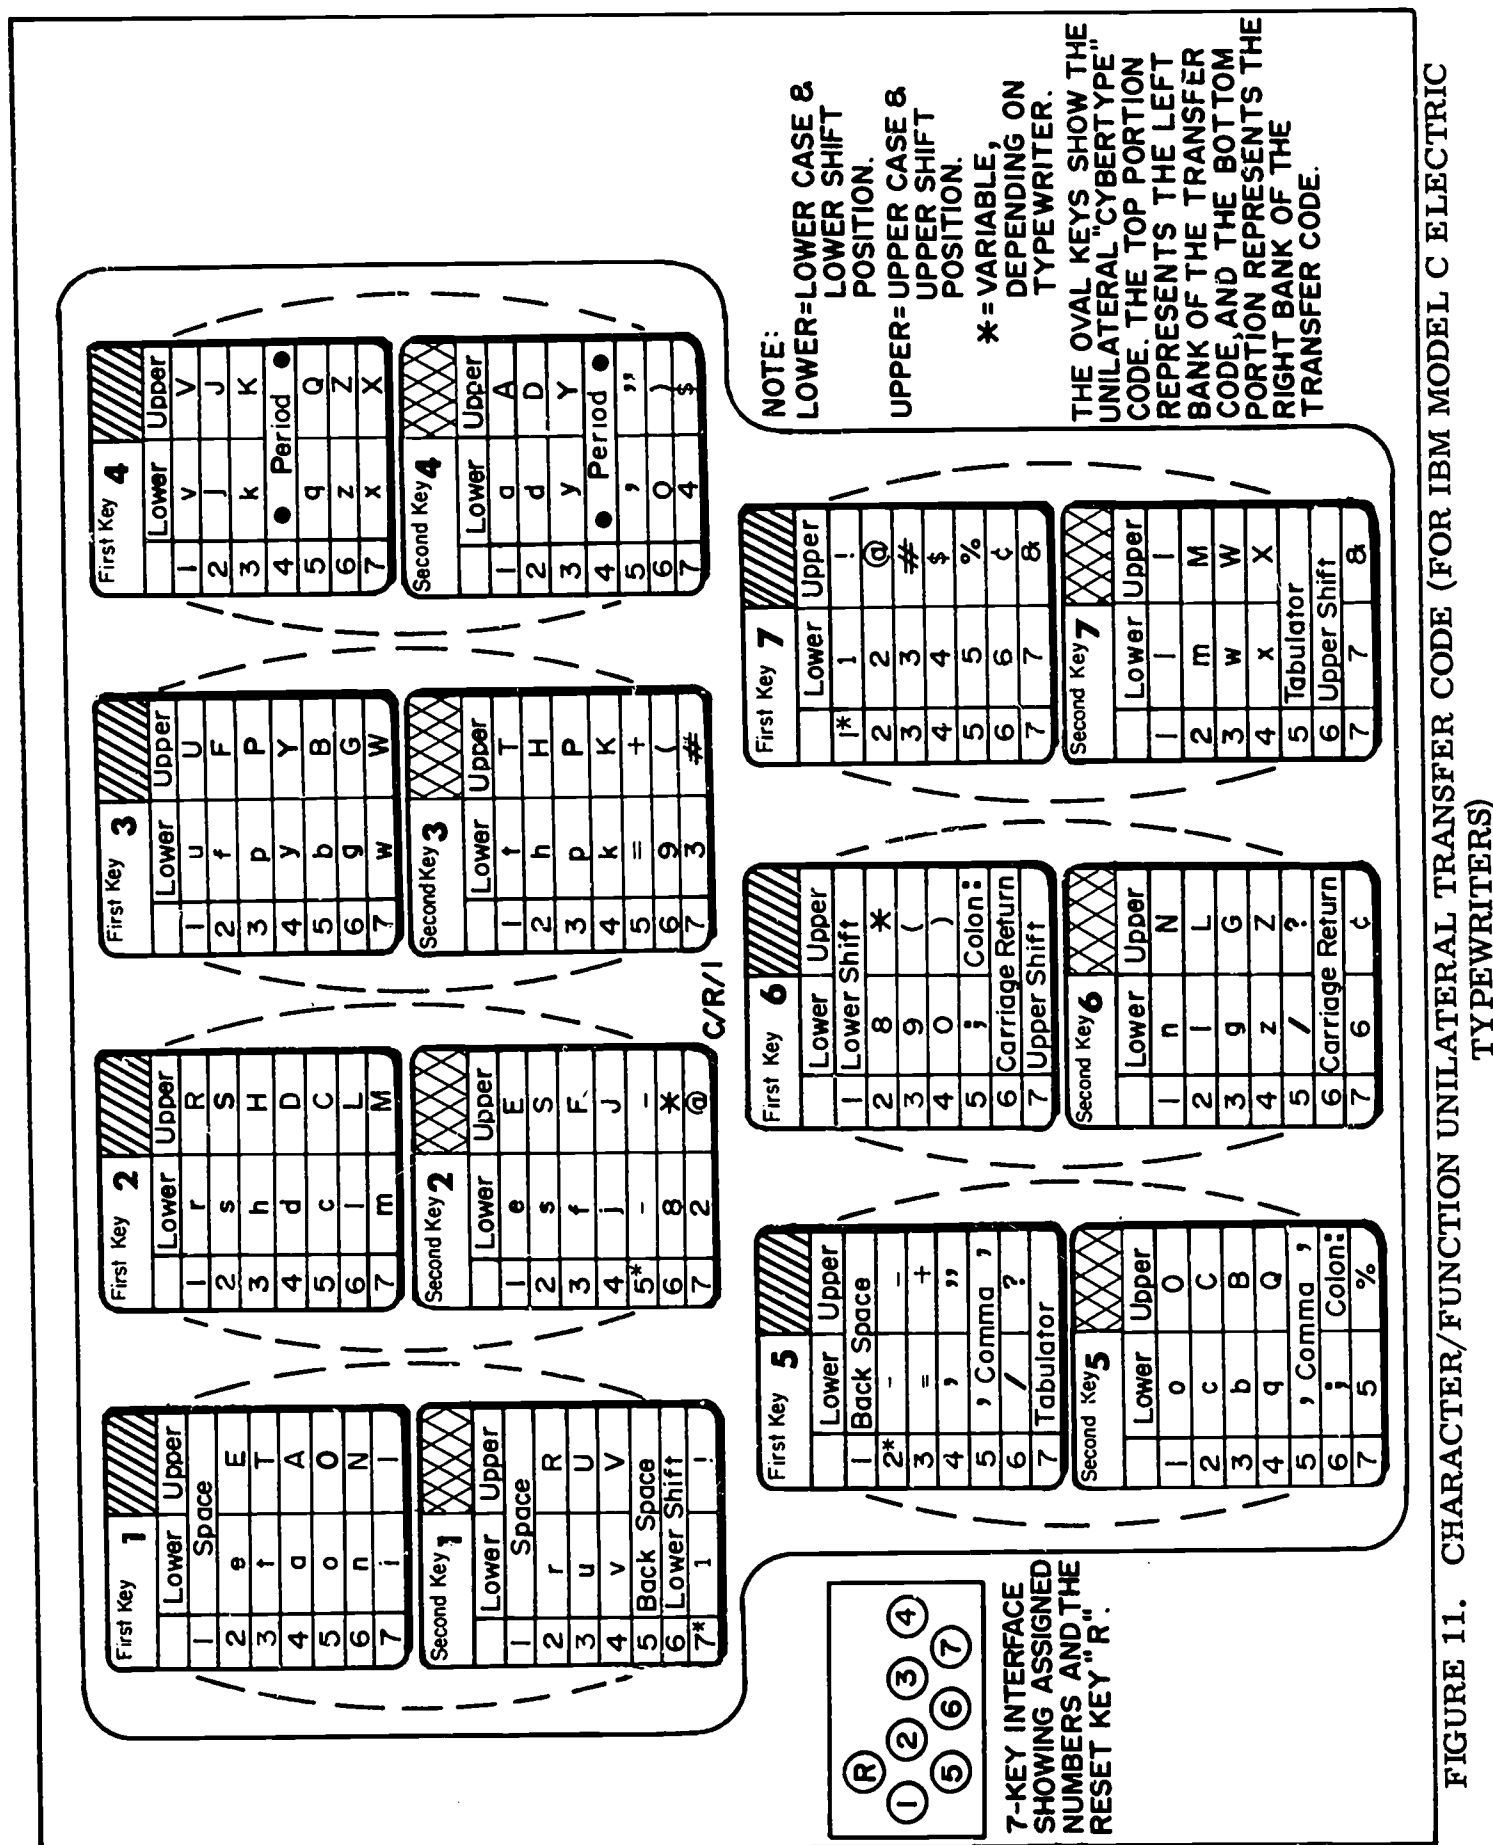 First Key 1
Lower Upper
1 Space
2 e E
3 t T
4 a A
5 o O
6 n N
7 i I
Second Key 1
Lower Upper
1 Space
2 r R
3 u U
4 v V
5 Back Space
6 Lower Shift
7* 1 !
First Key 2
Lower Upper
1 r R
2 s S
3 h H
4 d D
5 c C
6 l L
7 m M
Second Key 2
Lower Upper
1 e E
2 s S
3 f F
4 j J
5* - -
6 8 *
7 2 @
First Key 3
Lower Upper
1 u U
2 f F
3 p P
4 y Y
5 b B
6 g G
7 w W
Second Key 3
Lower Upper
1 t T
2 h H
3 p P
4 k K
5 = +
6 9 (
7 3 #
First Key 4
Lower Upper
1 v V
2 j J
3 k K
4 ● Period ●
5 q Q
6 z Z
7 x X
Second Key 4
Lower Upper
1 a A
2 d D
3 y Y
4 ● Period ●
5 ' "
6 0 )
7 4 $
C/R/I
First Key 5
Lower Upper
1 Back Space
2* - -
3 = +
4 ' "
5 , Comma ,
6 / ?
7 Tabulator
Second Key 5
Lower Upper
1 o O
2 c C
3 b B
4 q Q
5 , Comma ,
6 ; Colon:
7 5 %
First Key 6
Lower Upper
1 Lower Shift
2 8 *
3 9 (
4 0 )
5 ; Colon:
6 Carriage Return
7 Upper Shift
Second Key 6
Lower Upper
1 n N
2 l L
3 g G
4 z Z
5 / ?
6 Carriage Return
7 6 ¢
First Key 7
Lower Upper
1* 1 !
2 2 @
3 3 #
4 4 $
5 5 %
6 6 ¢
7 7 &
Second Key 7
Lower Upper
1 i I
2 m M
3 w W
4 x X
5 Tabulator
6 Upper Shift
7 7 &
R
1 2 3 4
5 6 7
7-KEY INTERFACE
SHOWING ASSIGNED
NUMBERS AND THE
RESET KEY "R".
NOTE:
LOWER=LOWER CASE &
LOWER SHIFT
POSITION.
UPPER=UPPER CASE &
UPPER SHIFT
POSITION.
*=VARIABLE,
DEPENDING ON
TYPEWRITER.
THE OVAL KEYS SHOW THE
UNILATERAL "CYBERTYPE"
CODE. THE TOP PORTION
REPRESENTS THE LEFT
BANK OF THE TRANSFER
CODE, AND THE BOTTOM
PORTION REPRESENTS THE
RIGHT BANK OF THE
TRANSFER CODE.
FIGURE 11. CHARACTER/FUNCTION UNILATERAL TRANSFER CODE (FOR IBM MODEL C ELECTRIC
TYPEWRITERS)